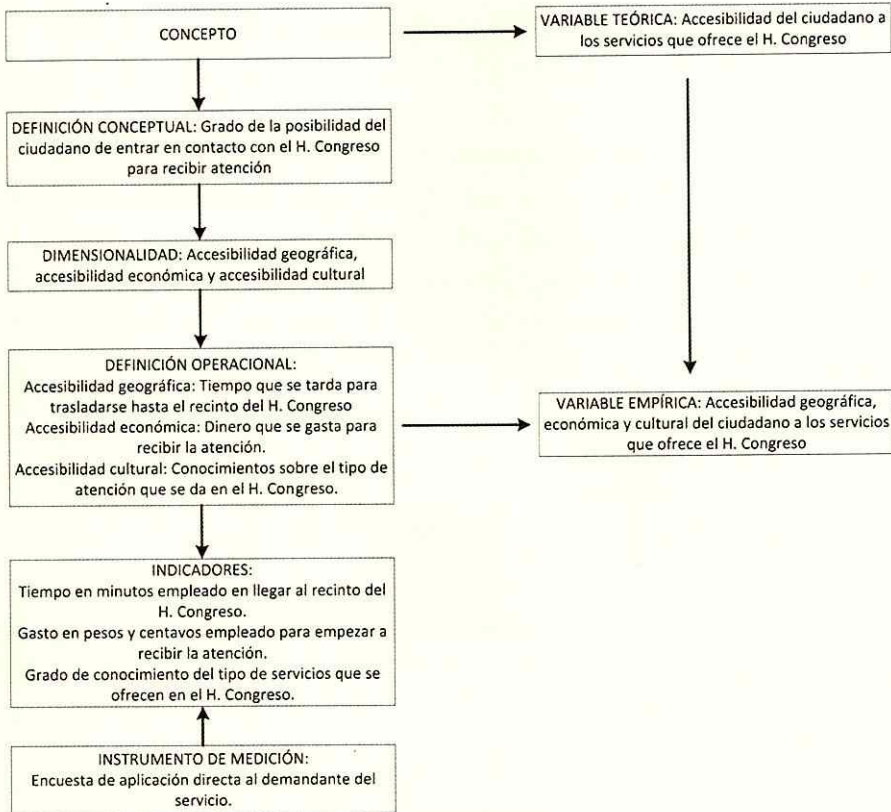 CONCEPTO
VARIABLE TEÓRICA: Accesibilidad del ciudadano a
los servicios que ofrece el H. Congreso
DEFINICIÓN CONCEPTUAL: Grado de la posibilidad del
ciudadano de entrar en contacto con el H. Congreso
para recibir atención
DIMENSIONALIDAD: Accesibilidad geográfica,
accesibilidad económica y accesibilidad cultural
DEFINICIÓN OPERACIONAL:
Accesibilidad geográfica: Tiempo que se tarda para
trasladarse hasta el recinto del H. Congreso
Accesibilidad económica: Dinero que se gasta para
recibir la atención.
Accesibilidad cultural: Conocimientos sobre el tipo de
atención que se da en el H. Congreso.
VARIABLE EMPÍRICA: Accesibilidad geográfica,
económica y cultural del ciudadano a los servicios
que ofrece el H. Congreso
INDICADORES:
Tiempo en minutos empleado en llegar al recinto del
H. Congreso.
Gasto en pesos y centavos empleado para empezar a
recibir la atención.
Grado de conocimiento del tipo de servicios que se
ofrecen en el H. Congreso.
INSTRUMENTO DE MEDICIÓN:
Encuesta de aplicación directa al demandante del
servicio.